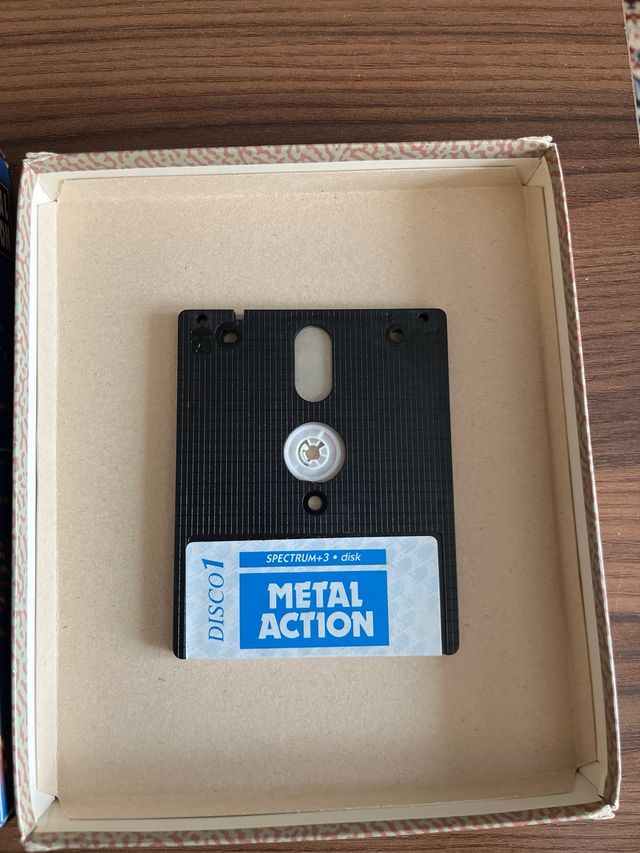 DISCO 1
SPECTRUM+3 • disk
METAL
ACTION